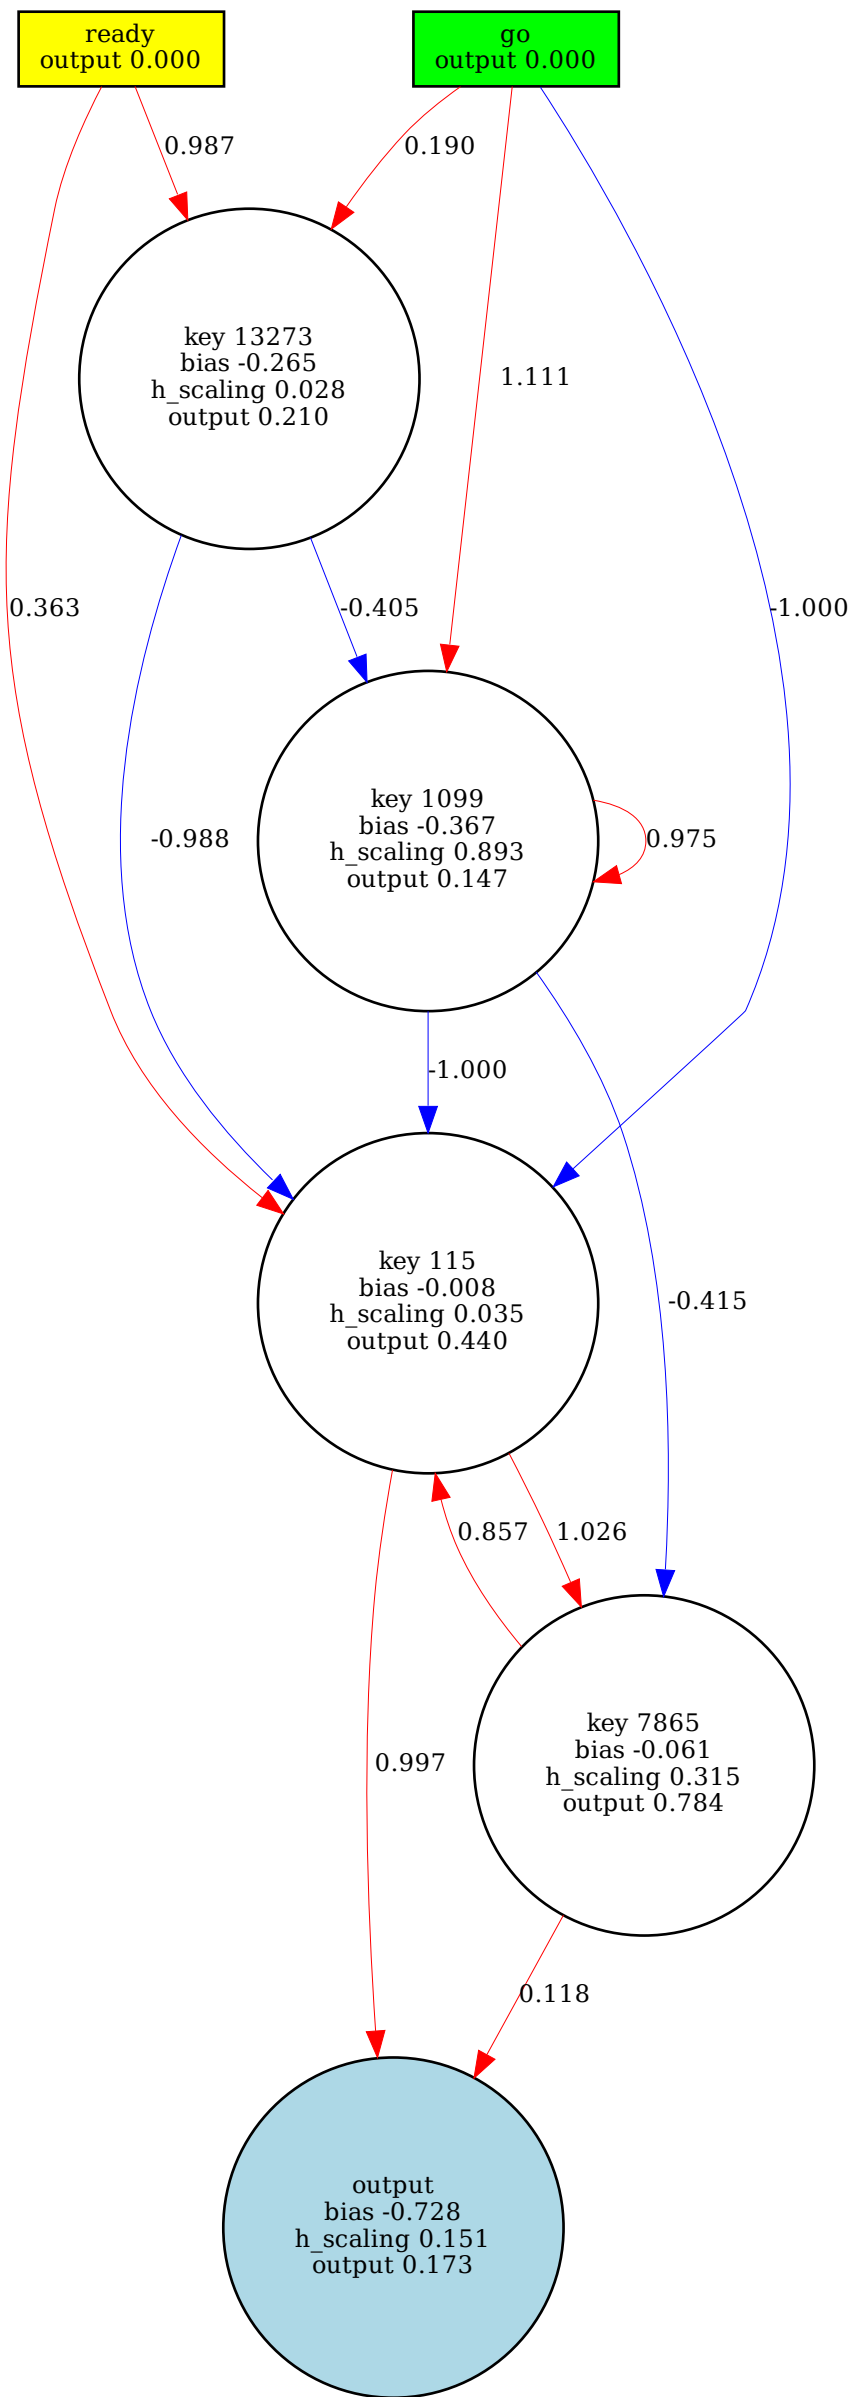 ready
output 0.000
go
output 0.000
0.987
0.190
key 13273
bias -0.265
h_scaling 0.028
output 0.210
1.111
0.363
-0.405
-1.000
key 1099
bias -0.367
h_scaling 0.893
output 0.147
-0.988
0.975
-1.000
key 115
bias -0.008
h_scaling 0.035
output 0.440
-0.415
0.857
1.026
key 7865
bias -0.061
h_scaling 0.315
output 0.784
0.997
0.118
output
bias -0.728
h_scaling 0.151
output 0.173